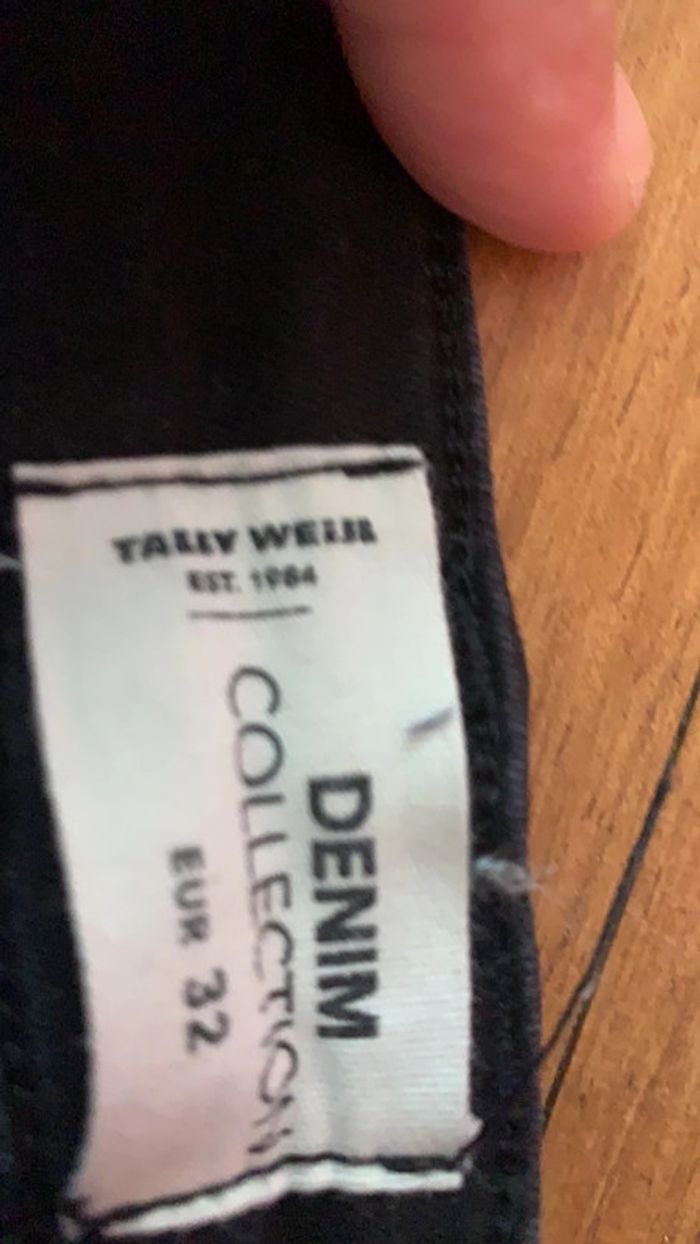 TALLY WEIJL
EST. 1984
DENIM
COLLECTION
EUR 32